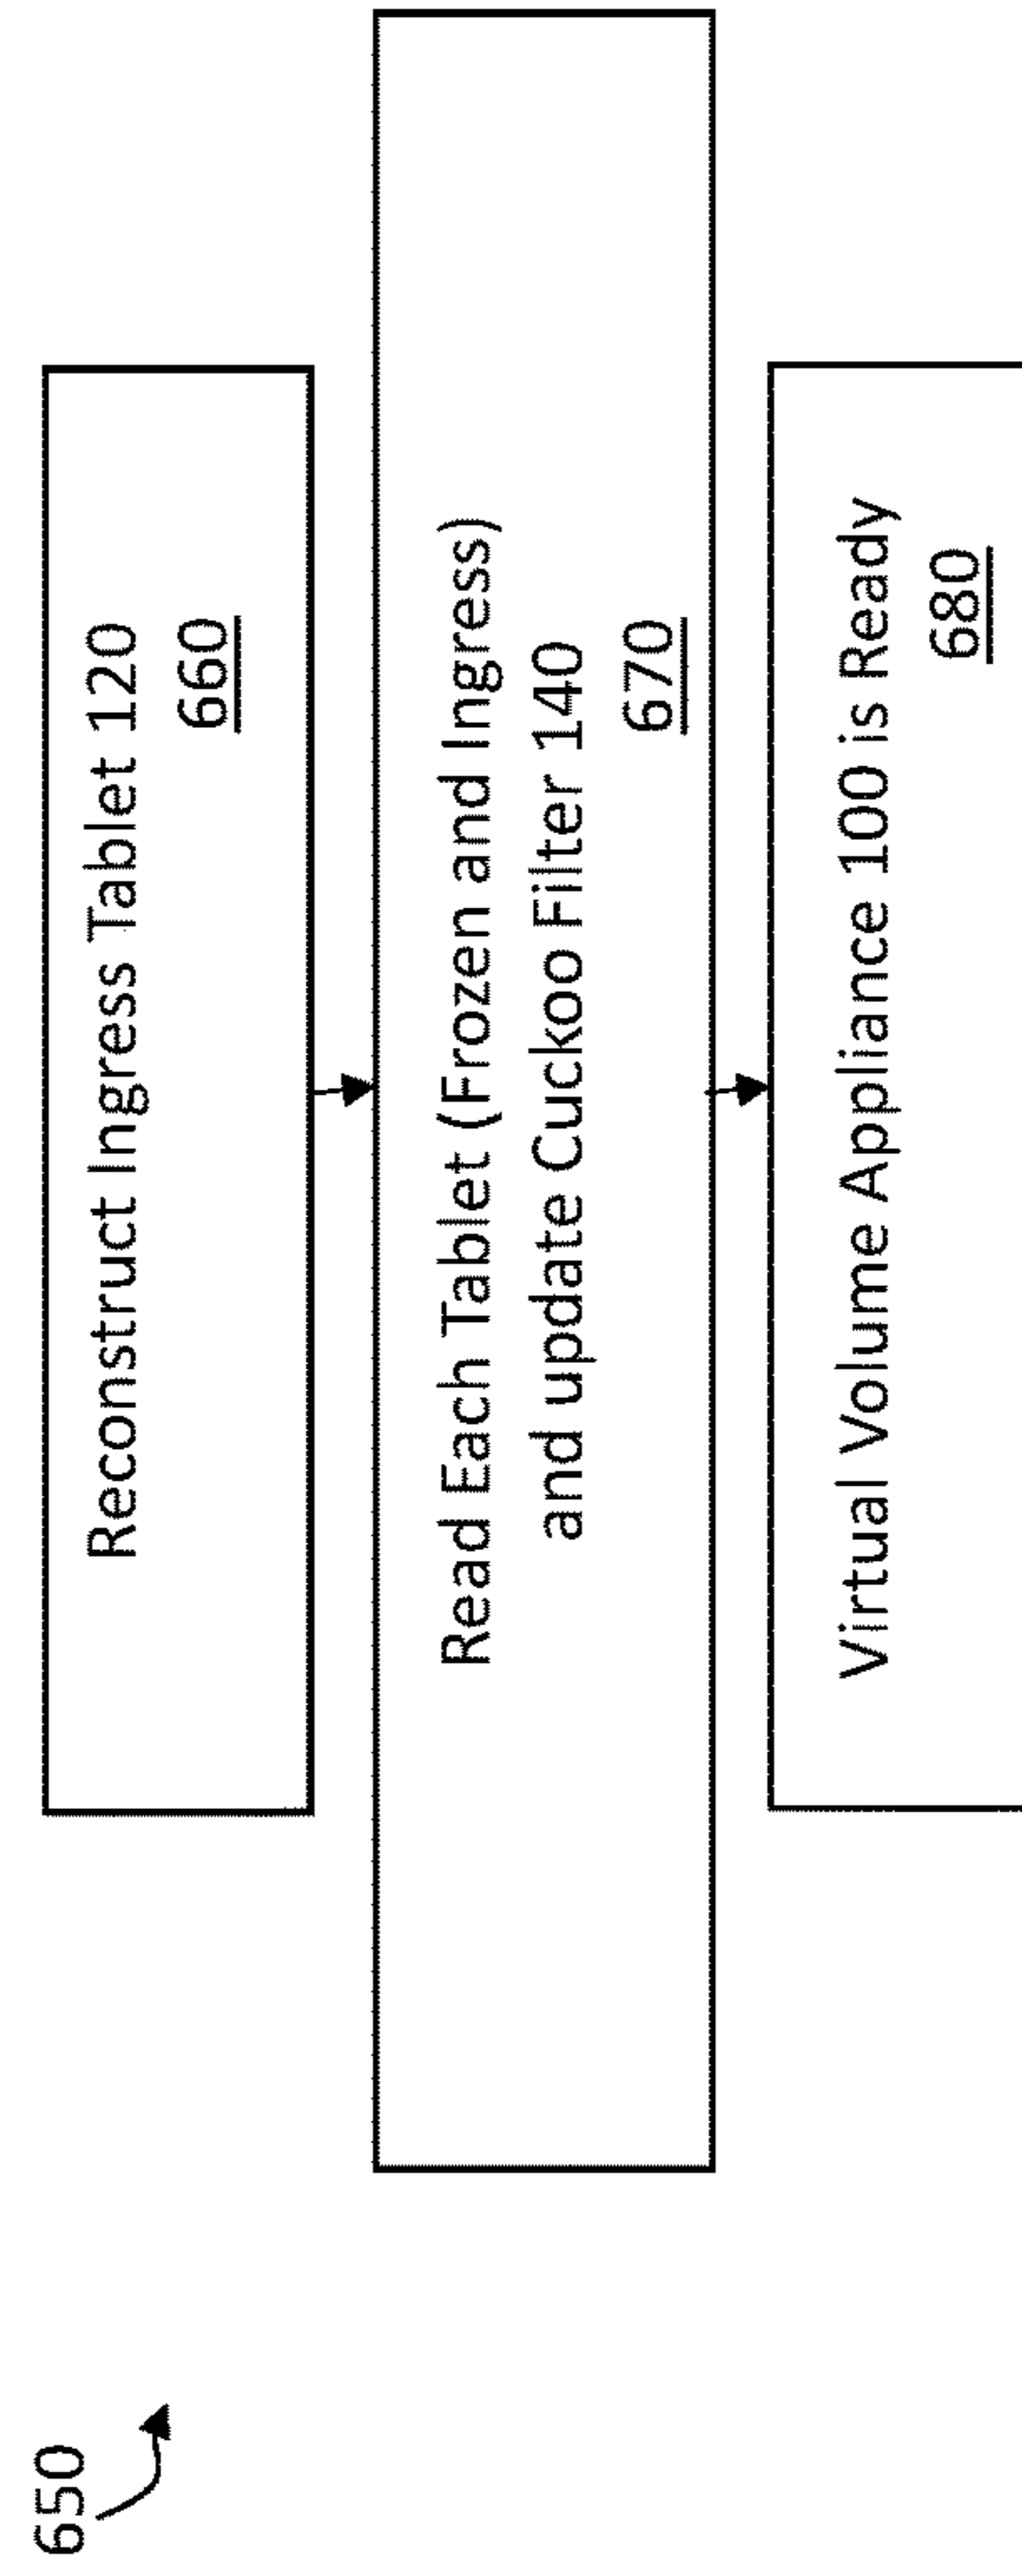 650
Reconstruct Ingress Tablet 120
660
Read Each Tablet (Frozen and Ingress)
and update Cuckoo Filter 140
670
Virtual Volume Appliance 100 is Ready
680